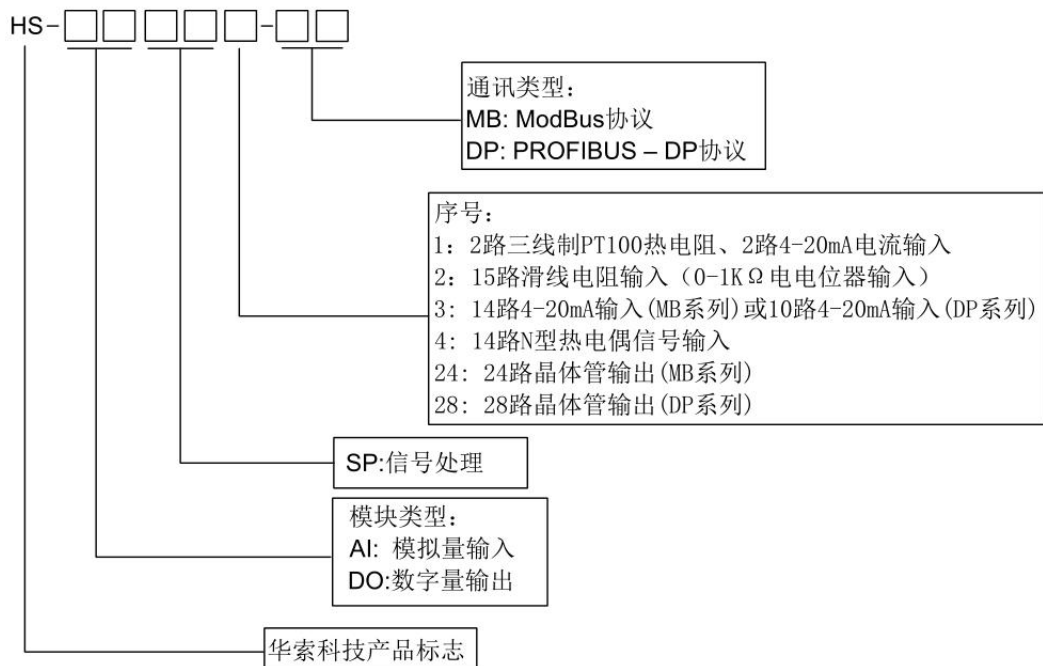 HS-□□ □□ □-□□
通讯类型：
MB: ModBus协议
DP: PROFIBUS – DP协议
序号：
1：2路三线制PT100热电阻、2路4-20mA电流输入
2：15路滑线电阻输入（0-1KΩ电电位器输入）
3：14路4-20mA输入(MB系列)或10路4-20mA输入(DP系列)
4：14路N型热电偶信号输入
24：24路晶体管输出(MB系列)
28：28路晶体管输出(DP系列)
SP:信号处理
模块类型：
AI: 模拟量输入
DO:数字量输出
华索科技产品标志